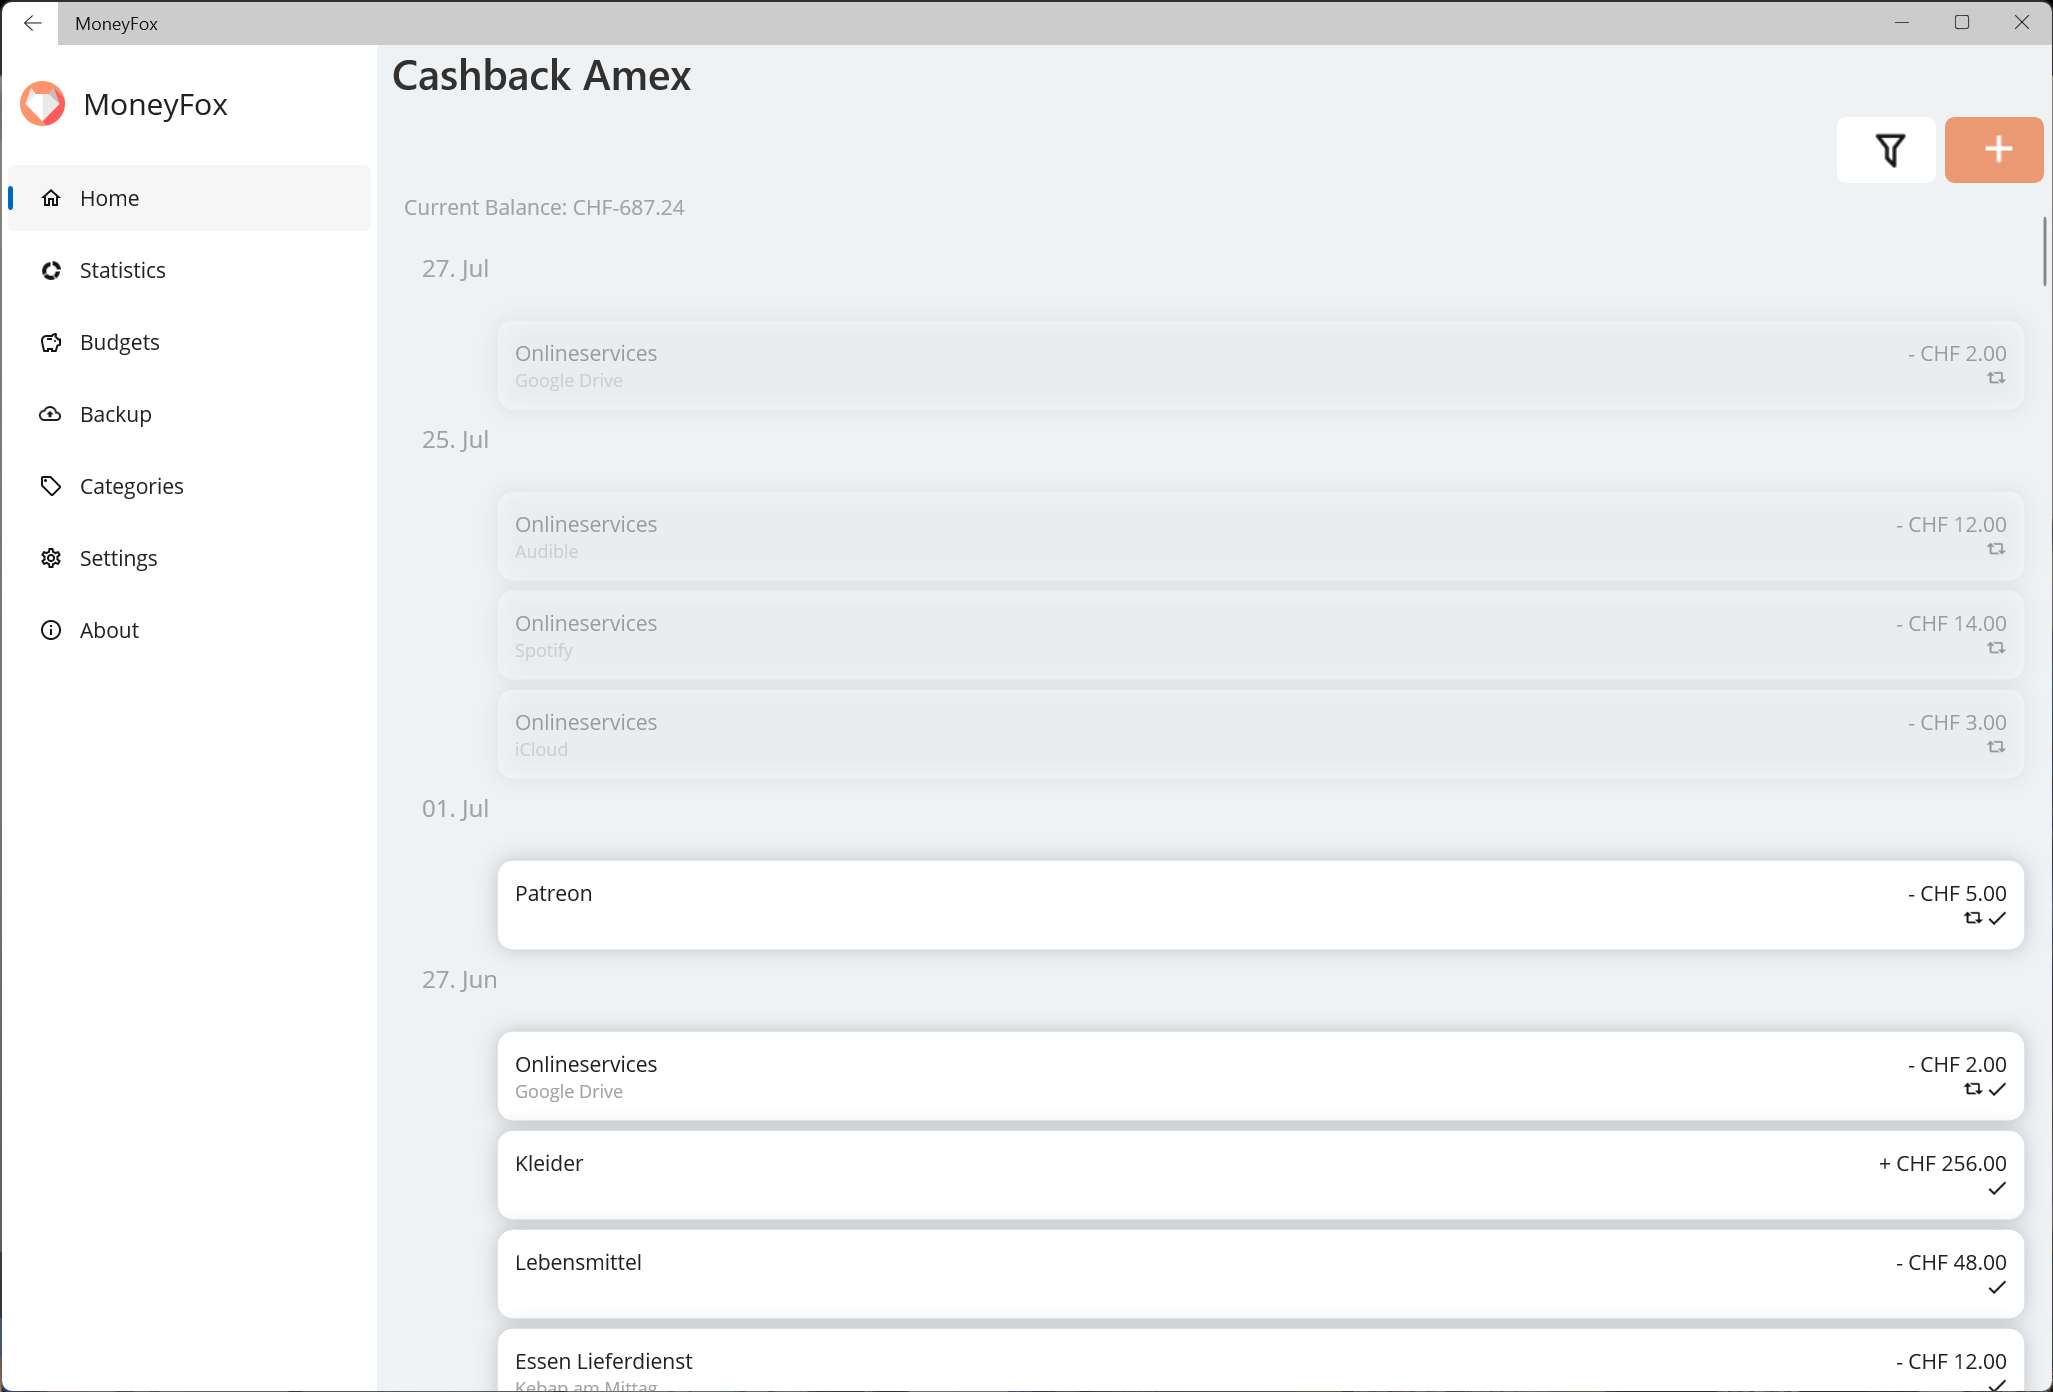 MoneyFox
MoneyFox
Home
Statistics
Budgets
Backup
Categories
Settings
About
Cashback Amex
Current Balance: CHF-687.24
27. Jul
Onlineservices - CHF 2.00
Google Drive
25. Jul
Onlineservices - CHF 12.00
Audible
Onlineservices - CHF 14.00
Spotify
Onlineservices - CHF 3.00
iCloud
01. Jul
Patreon - CHF 5.00
27. Jun
Onlineservices - CHF 2.00
Google Drive
Kleider + CHF 256.00
Lebensmittel - CHF 48.00
Essen Lieferdienst - CHF 12.00
Kebap am Mittag